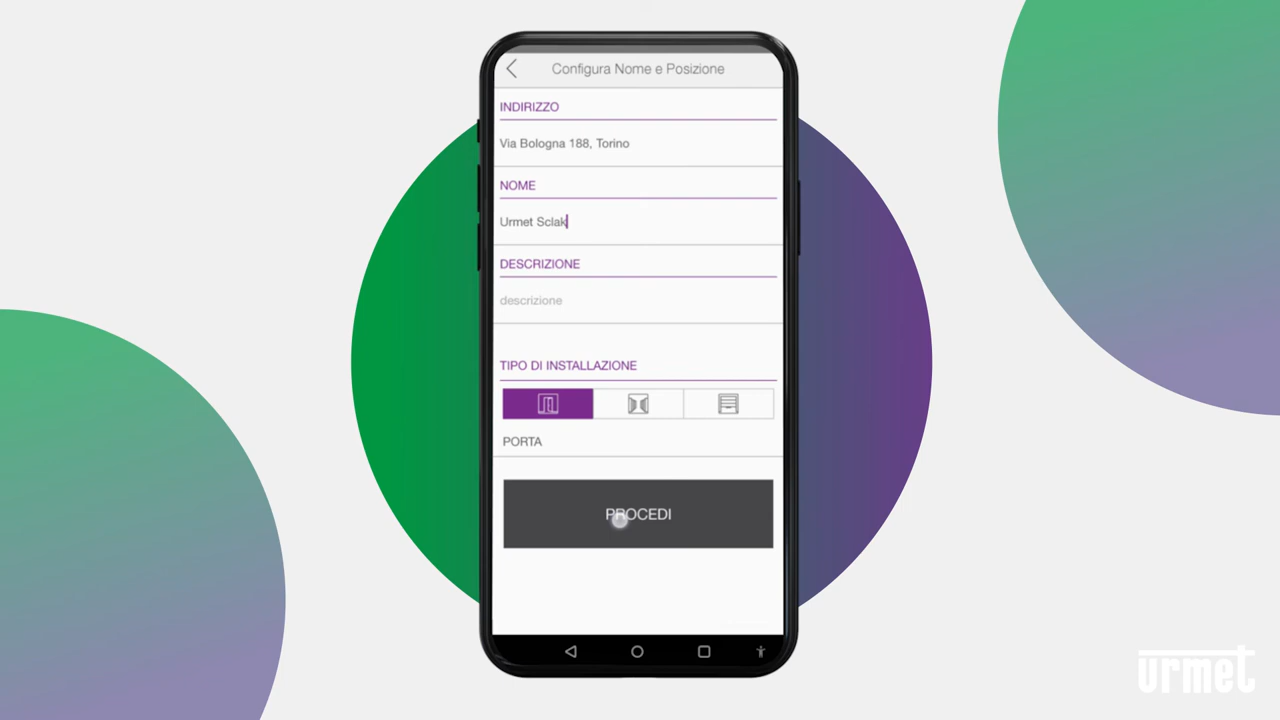 Configura Nome e Posizione
INDIRIZZO
Via Bologna 188, Torino
NOME
Urmet Sclak
DESCRIZIONE
descrizione
TIPO DI INSTALLAZIONE
PORTA
PROCEDI
urmet